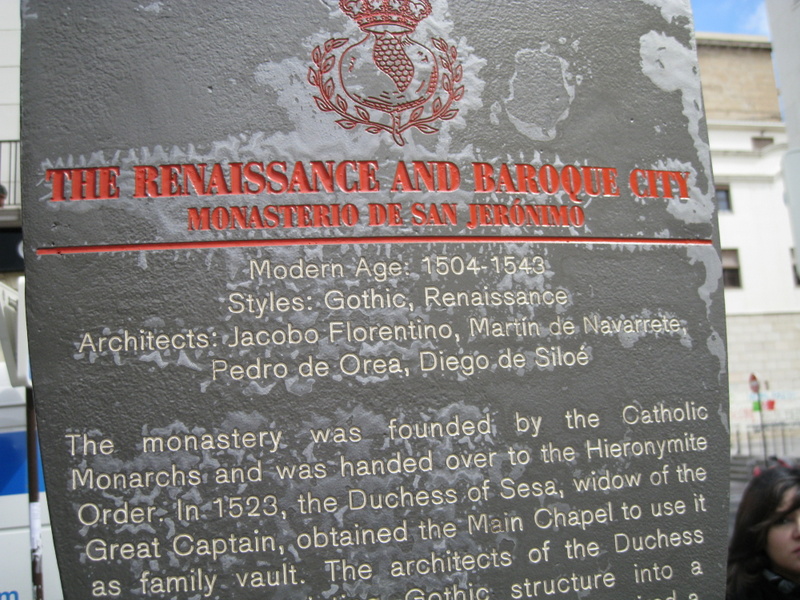 THE RENAISSANCE AND BAROQUE CITY
MONASTERIO DE SAN JERÓNIMO
Modern Age: 1504-1543
Styles: Gothic, Renaissance
Architects: Jacobo Florentino, Martín de Navarrete,
Pedro de Orea, Diego de Siloé
The monastery was founded by the Catholic
Monarchs and was handed over to the Hieronymite
Order. In 1523, the Duchess of Sesa, widow of the
Great Captain, obtained the Main Chapel to use it
as family vault. The architects of the Duchess
Gothic structure into a